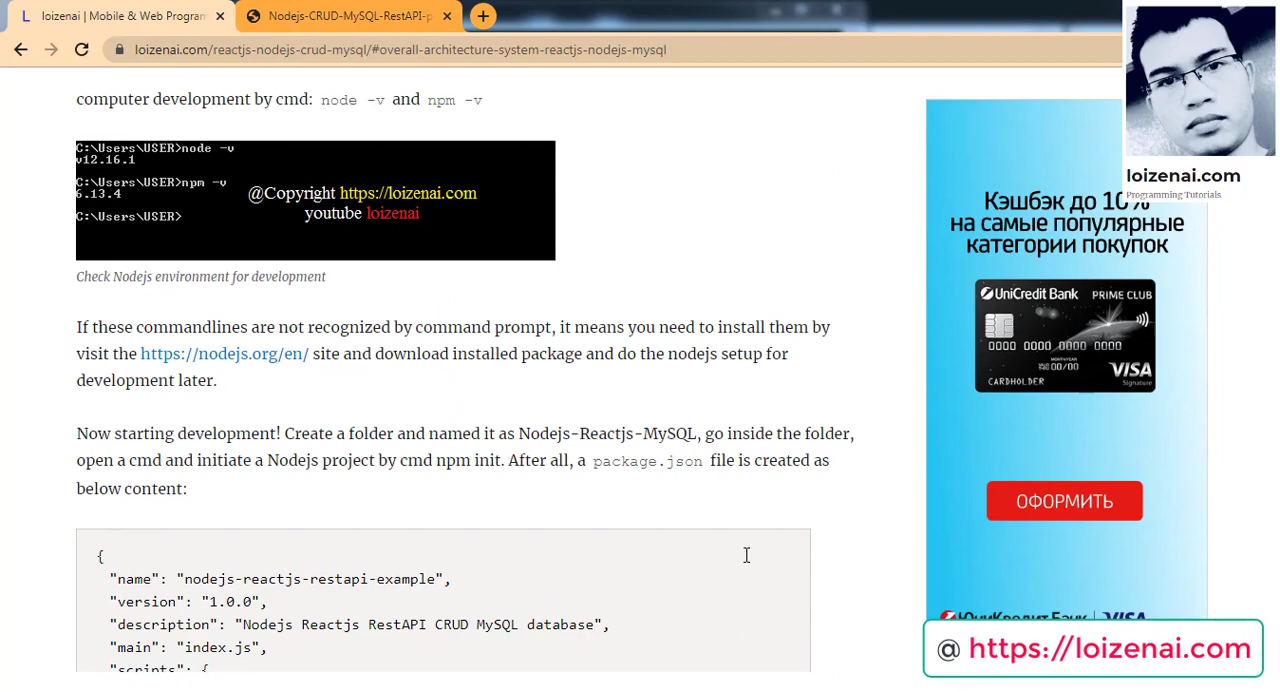 loizenai | Mobile & Web Program
Nodejs-CRUD-MySQL-RestAPI-p
loizenai.com/reactjs-nodejs-crud-mysql/#overall-architecture-system-reactjs-nodejs-mysql
computer development by cmd: node -v and npm -v
C:\Users\USER>node -v
v12.16.1
C:\Users\USER>npm -v
6.13.4
C:\Users\USER>
@Copyright https://loizenai.com
youtube loizenai
Check Nodejs environment for development
If these commandlines are not recognized by command prompt, it means you need to install them by
visit the https://nodejs.org/en/ site and download installed package and do the nodejs setup for
development later.
Now starting development! Create a folder and named it as Nodejs-Reactjs-MySQL, go inside the folder,
open a cmd and initiate a Nodejs project by cmd npm init. After all, a package.json file is created as
below content:
{
"name": "nodejs-reactjs-restapi-example",
"version": "1.0.0",
"description": "Nodejs ReactjS RestAPI CRUD MySQL database",
"main": "index.js",
"scripts": {
loizenai.com
Programming Tutorials
Кэшбэк до 10%
на самые популярные
категории покупок
UniCredit Bank PRIME CLUB
0000 0000 0000 0000
00/00
CARDHOLDER
VISA
Signature
ОФОРМИТЬ
ЮниКредит Банк VISA
@ https://loizenai.com